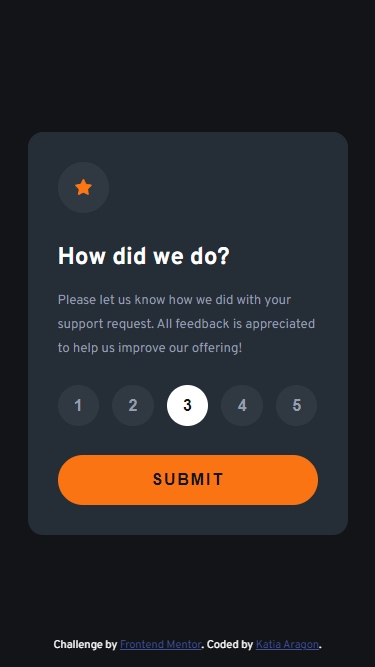 How did we do?
Please let us know how we did with your
support request. All feedback is appreciated
to help us improve our offering!
1 2 3 4 5
SUBMIT
Challenge by Frontend Mentor. Coded by Katia Aragon.